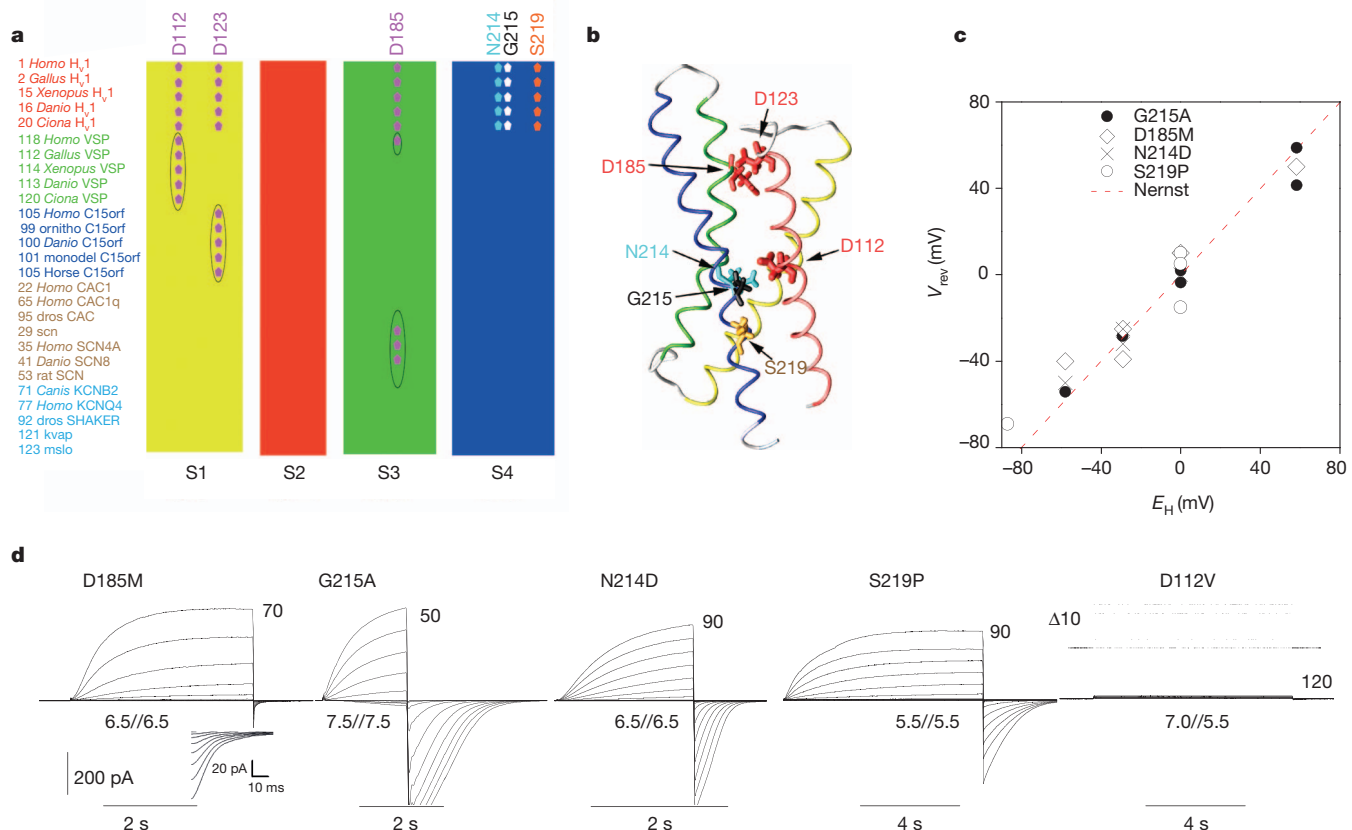 a
D112
D123
D185
N214
G215
S219
1 Homo Hv1
2 Gallus Hv1
15 Xenopus Hv1
16 Danio Hv1
20 Ciona Hv1
118 Homo VSP
112 Gallus VSP
114 Xenopus VSP
113 Danio VSP
120 Ciona VSP
105 Homo C15orf
99 ornitho C15orf
100 Danio C15orf
101 monodel C15orf
105 Horse C15orf
22 Homo CAC1
65 Homo CAC1q
95 dros CAC
29 scn
35 Homo SCN4A
41 Danio SCN8
53 rat SCN
71 Canis KCNB2
77 Homo KCNQ4
92 dros SHAKER
121 kvap
123 mslo
S1
S2
S3
S4
b
D123
D185
D112
N214
G215
S219
c
G215A
D185M
N214D
S219P
Nernst
80
40
0
−40
−80
Vrev (mV)
−80
−40
0
40
80
EH (mV)
d
D185M
70
6.5//6.5
200 pA
20 pA
10 ms
2 s
G215A
50
7.5//7.5
2 s
N214D
90
6.5//6.5
2 s
S219P
90
5.5//5.5
4 s
D112V
Δ10
120
7.0//5.5
4 s